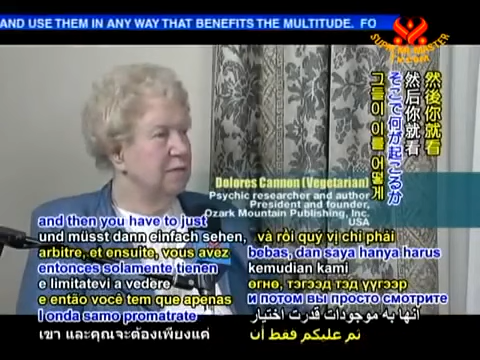 AND USE THEM IN ANY WAY THAT BENEFITS THE MULTITUDE. FO
SUPREME MASTER
TV.com
然後你就看
然后你就看
そこで何が起こるか
그들이 이를 어떻게
Dolores Cannon (Vegetarian)
Psychic researcher and author
President and founder,
Ozark Mountain Publishing, Inc.
USA
and then you have to just
und müsst dann einfach sehen,
arbitre, et ensuite, vous avez
entonces solamente tienen
e limitatevi a vedere
e então você tem que apenas
I onda samo promatrate
เขา และคุณจะต้องเพียงแค่
và rồi quý vị chỉ phải
bebas, dan saya hanya harus
kemudian kami
өгнө, тэгээд тэд үүгээр
и потом вы просто смотрите
آنها به موجودات قدرت اختیار
ثم عليكم فقط أن